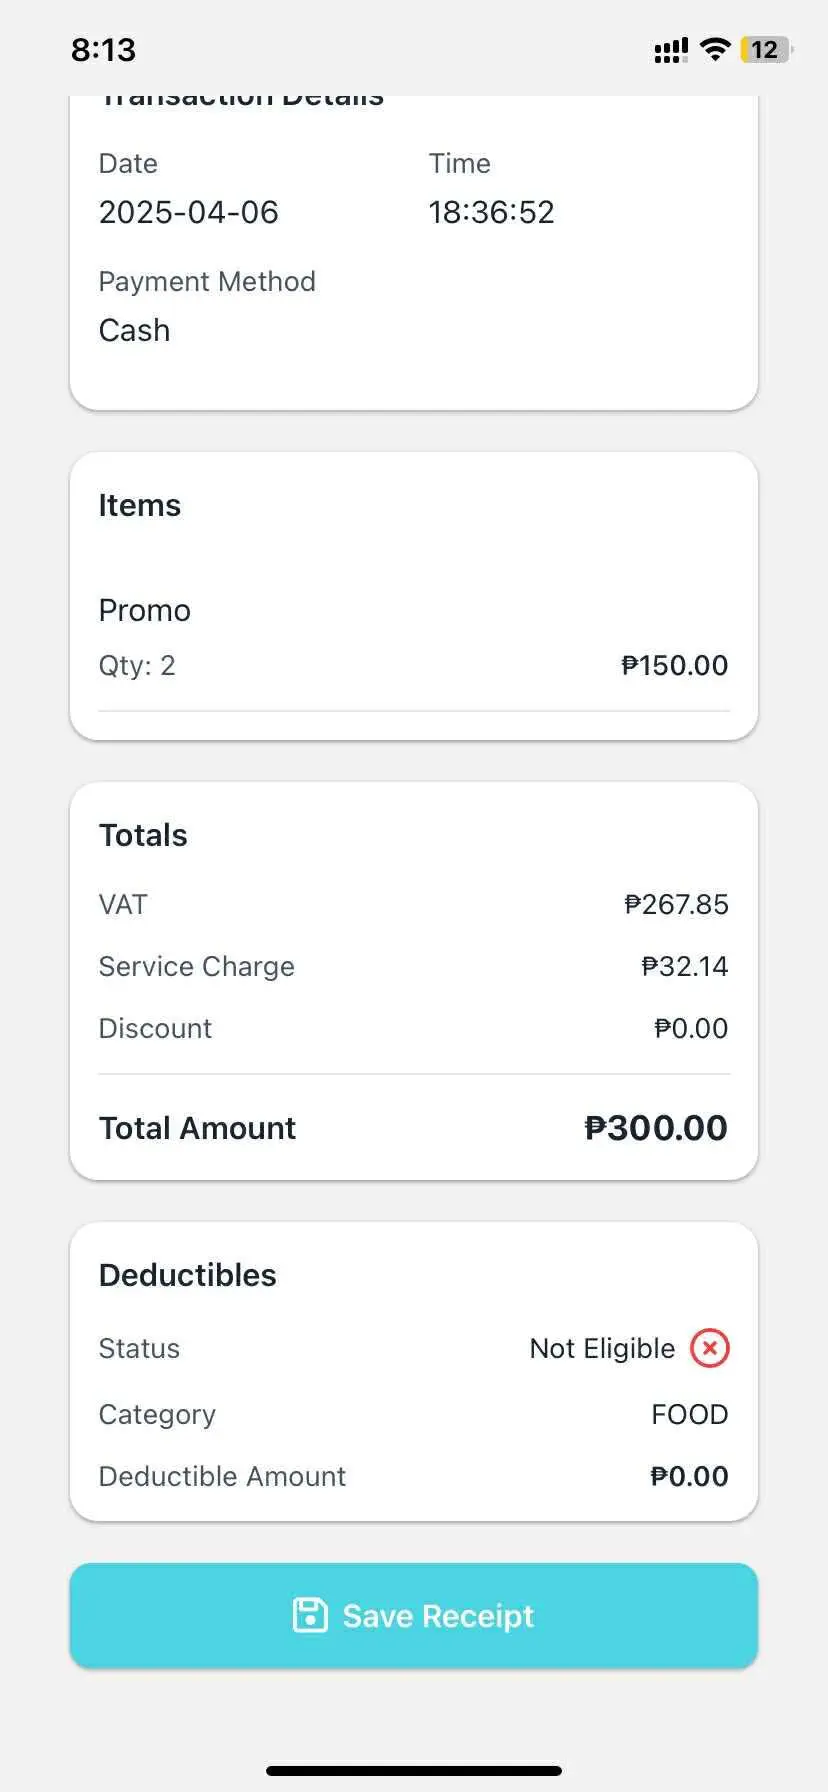 8:13
12
Transaction Details
Date Time
2025-04-06 18:36:52
Payment Method
Cash
Items
Promo
Qty: 2 ₱150.00
Totals
VAT ₱267.85
Service Charge ₱32.14
Discount ₱0.00
Total Amount ₱300.00
Deductibles
Status Not Eligible
Category FOOD
Deductible Amount ₱0.00
Save Receipt